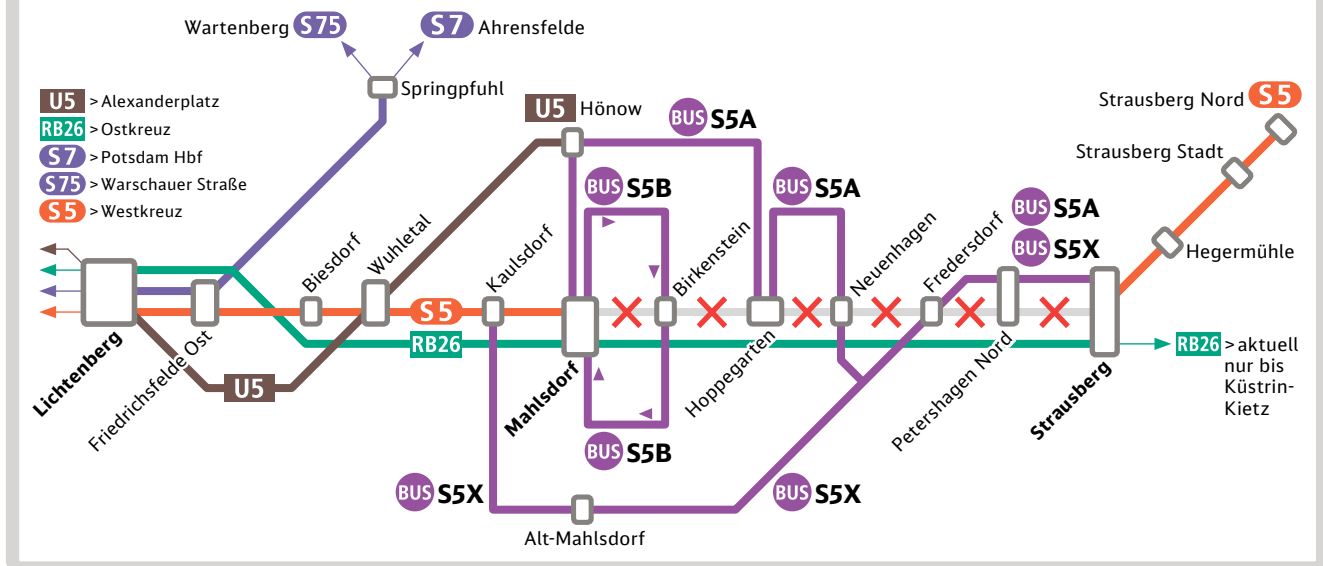 Wartenberg S75
S7 Ahrensfelde
Springpfuhl
U5 > Alexanderplatz
RB26 > Ostkreuz
S7 > Potsdam Hbf
S75 > Warschauer Straße
S5 > Westkreuz
U5 Hönow
BUS S5A
Strausberg Nord S5
Strausberg Stadt
Hegermühle
BUS S5B
BUS S5A
BUS S5A
BUS S5X
Lichtenberg
Friedrichsfelde Ost
Biesdorf
Wuhletal
Kaulsdorf
Mahlsdorf
Birkenstein
Hoppegarten
Neuenhagen
Fredersdorf
Petershagen Nord
Strausberg
S5
RB26
U5
RB26 > aktuell
nur bis
Küstrin-
Kietz
BUS S5B
BUS S5X
BUS S5X
Alt-Mahlsdorf